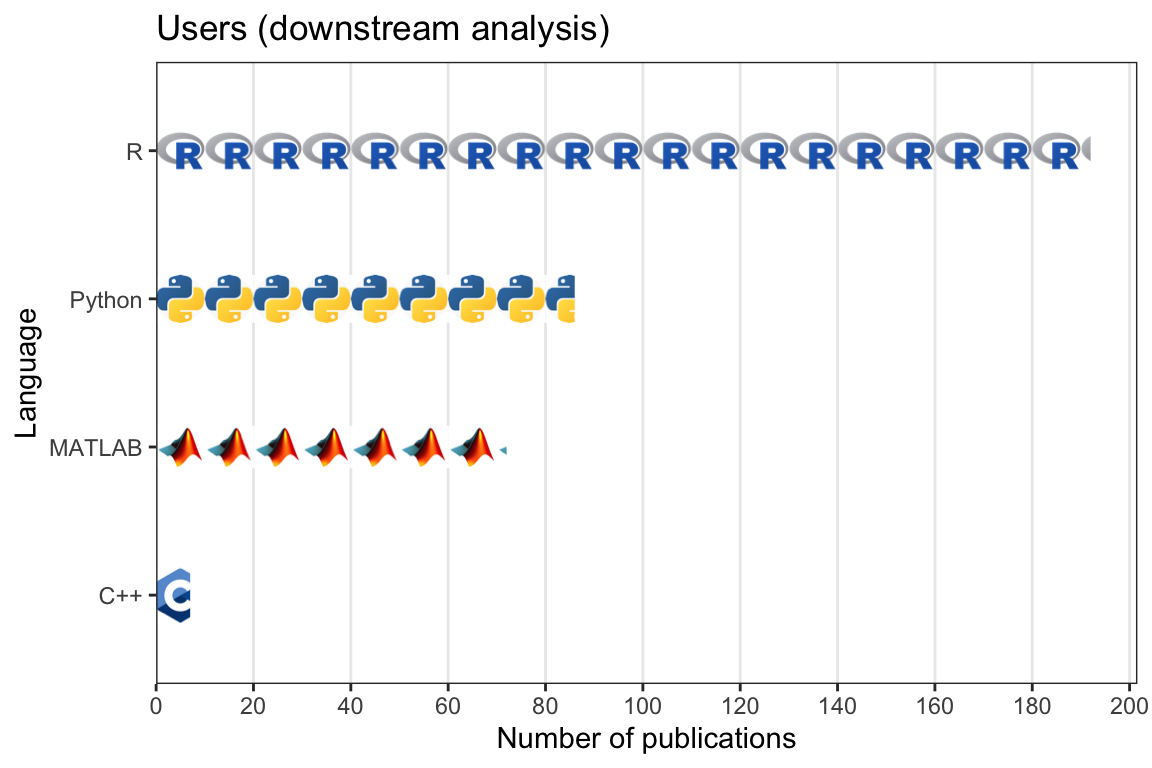 Users (downstream analysis)
Language
R
R R R R R R R R R R R R R R R R R R R
Python
MATLAB
C++
C
0 20 40 60 80 100 120 140 160 180 200
Number of publications